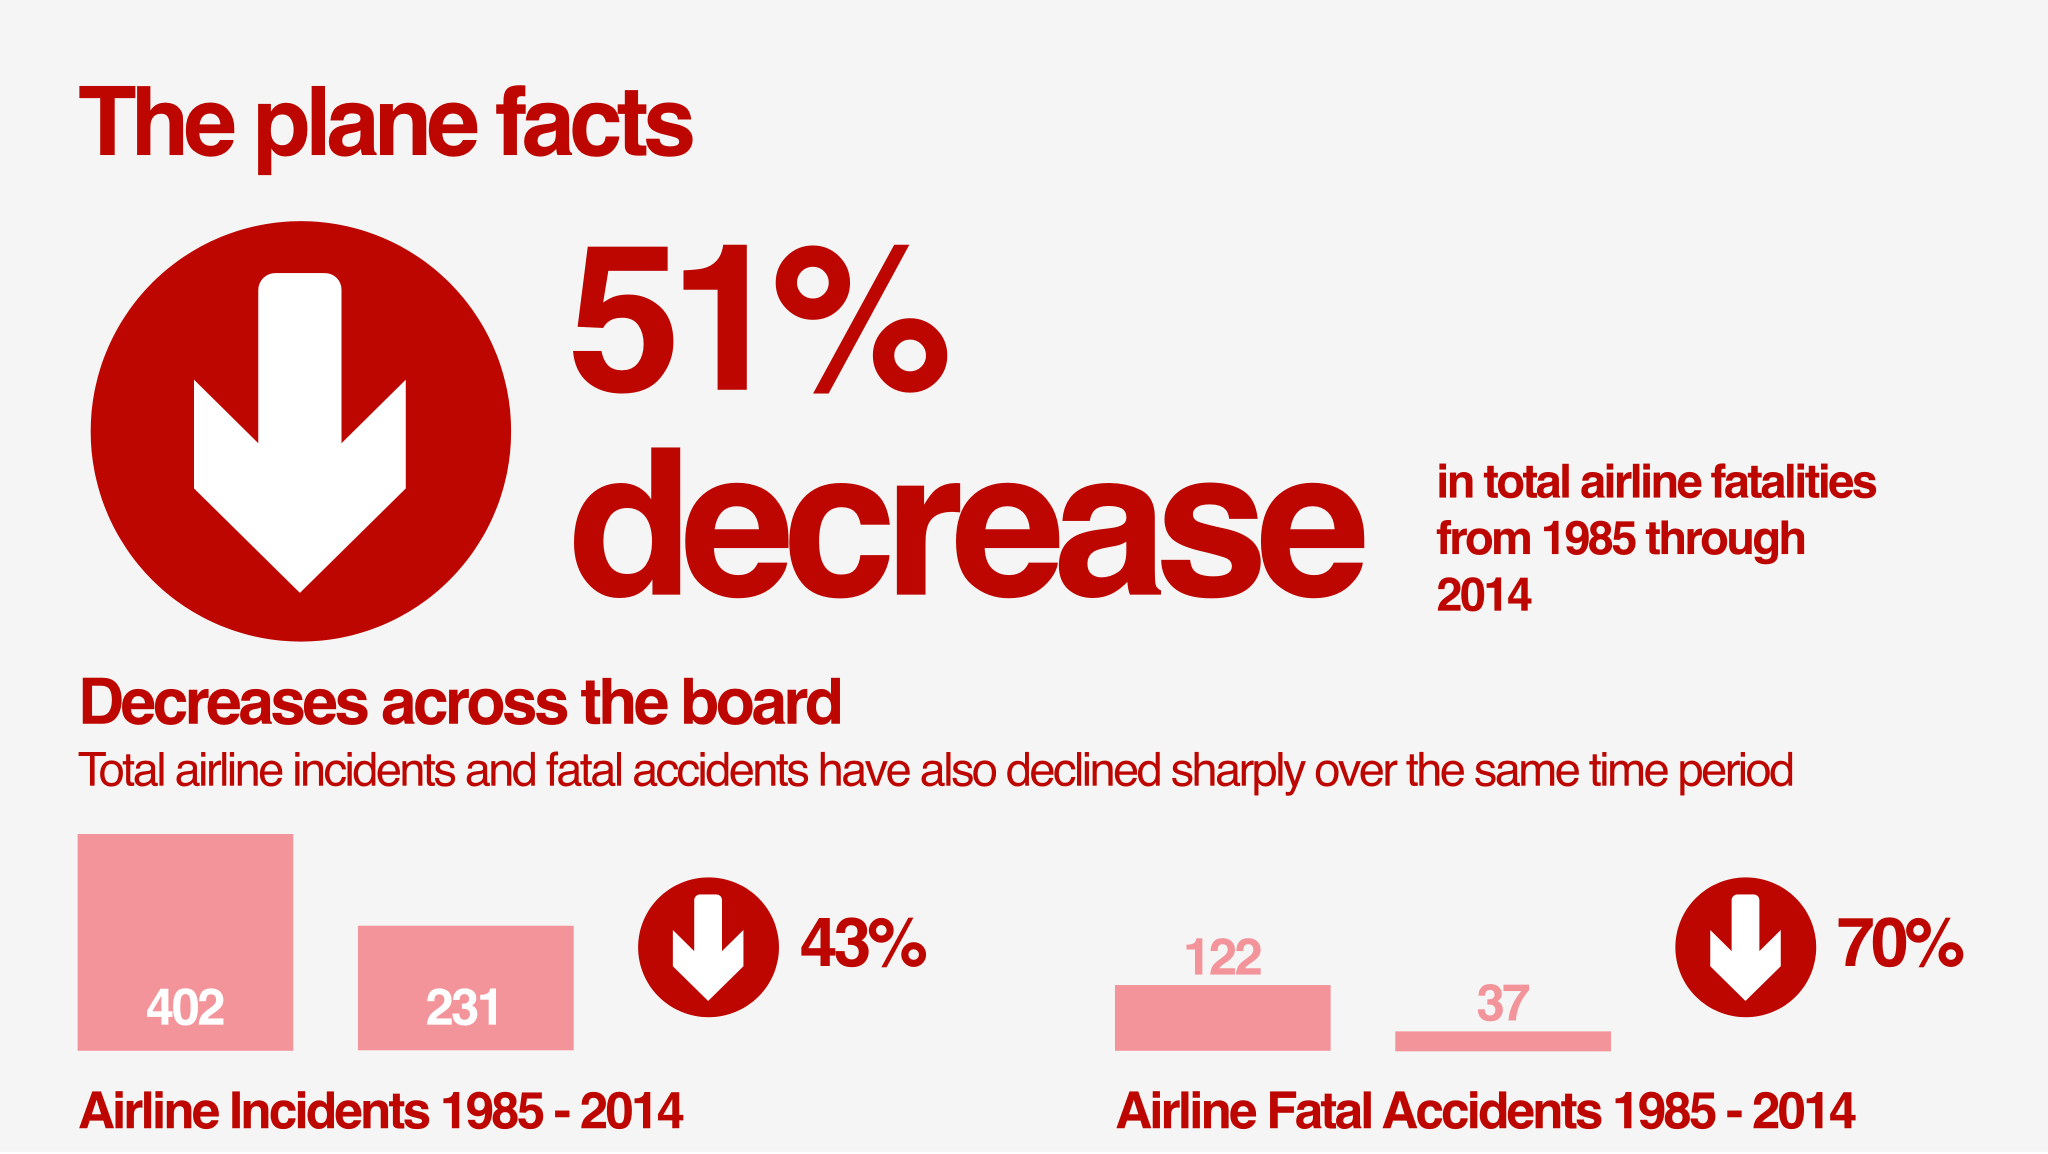 The plane facts
51%
decrease
in total airline fatalities
from 1985 through
2014
Decreases across the board
Total airline incidents and fatal accidents have also declined sharply over the same time period
402
231
43%
122
37
70%
Airline Incidents 1985 - 2014
Airline Fatal Accidents 1985 - 2014